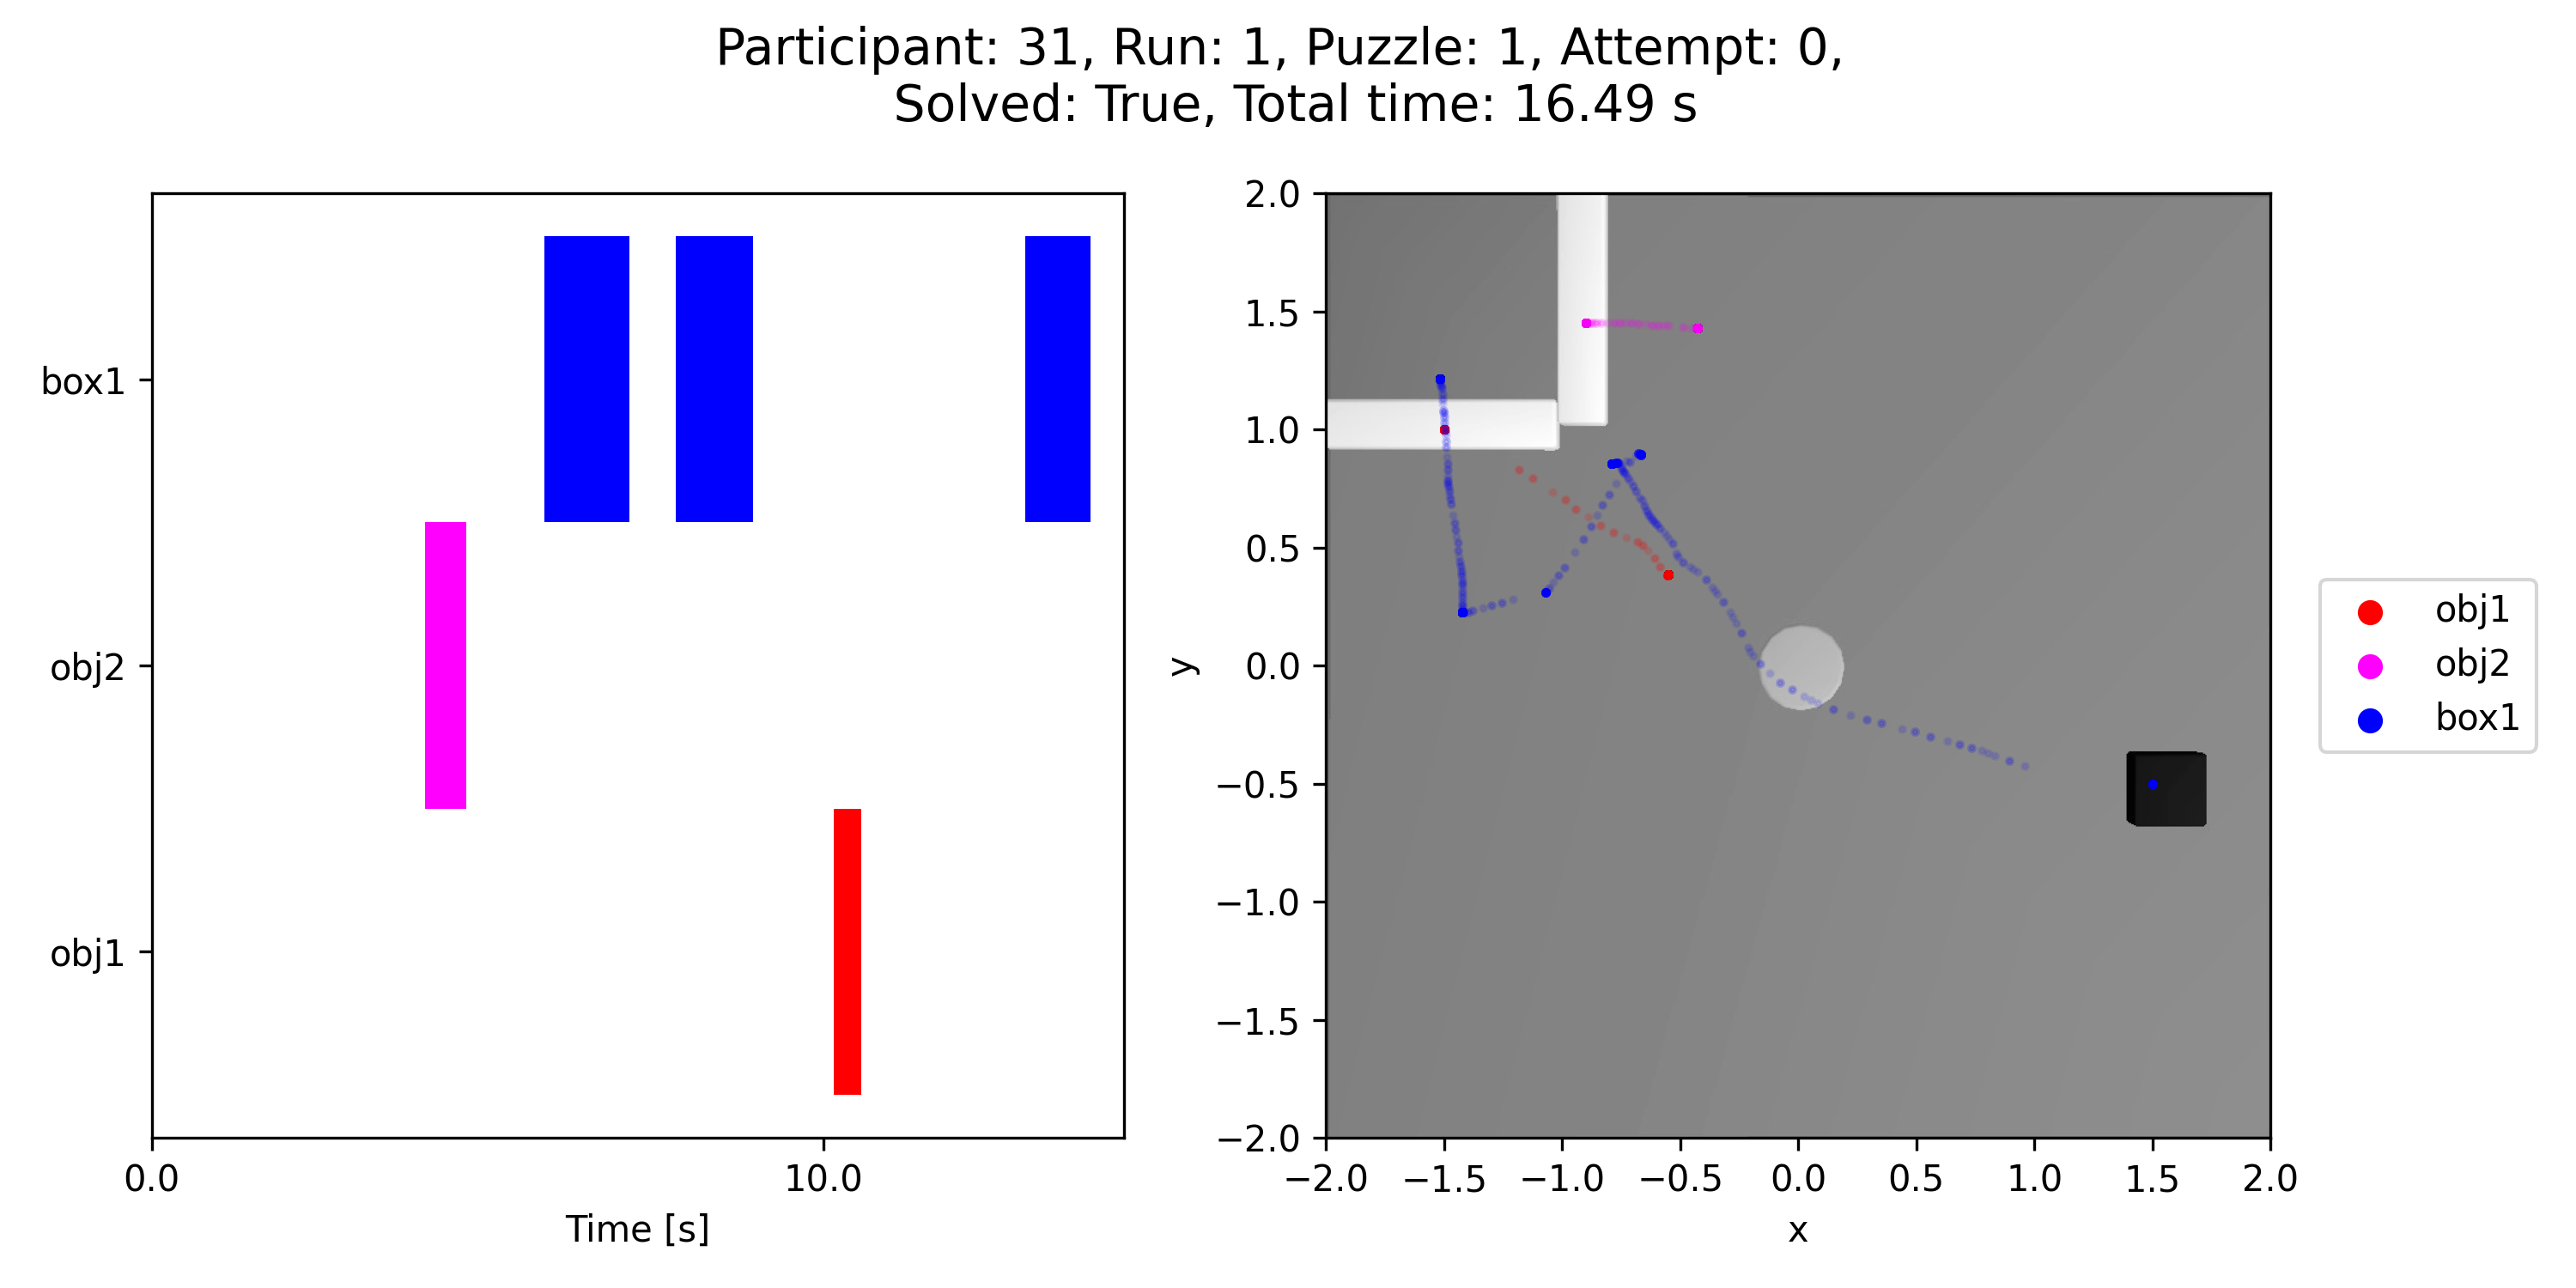 Participant: 31, Run: 1, Puzzle: 1, Attempt: 0,
Solved: True, Total time: 16.49 s
box1
obj2
obj1
0.0
10.0
Time [s]
2.0
1.5
1.0
0.5
0.0
−0.5
−1.0
−1.5
−2.0
y
−2.0
−1.5
−1.0
−0.5
0.0
0.5
1.0
1.5
2.0
x
obj1
obj2
box1